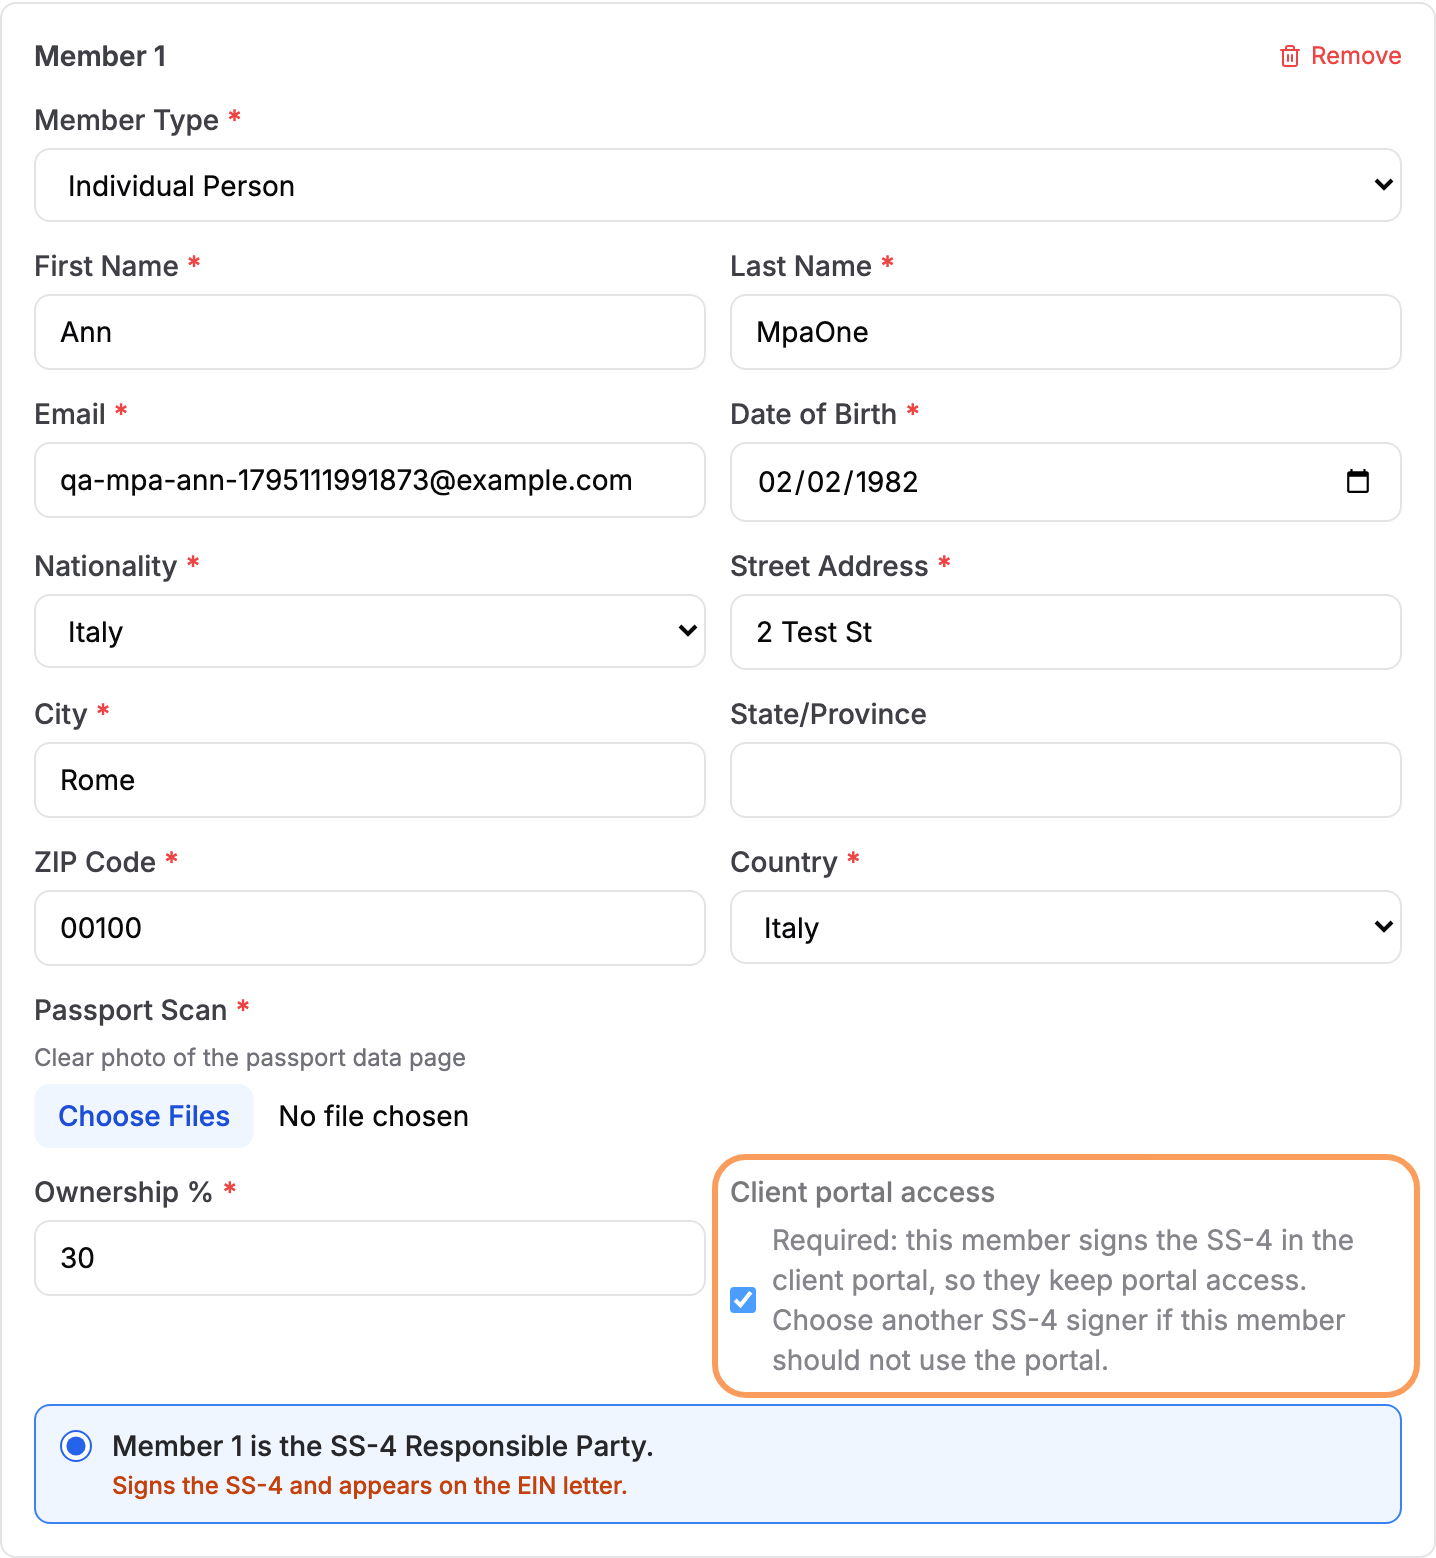 Member 1
Remove
Member Type *
Individual Person
First Name *
Last Name *
Ann
MpaOne
Email *
Date of Birth *
qa-mpa-ann-1795111991873@example.com
02/02/1982
Nationality *
Street Address *
Italy
2 Test St
City *
State/Province
Rome
ZIP Code *
Country *
00100
Italy
Passport Scan *
Clear photo of the passport data page
Choose Files No file chosen
Ownership % *
30
Client portal access
Required: this member signs the SS-4 in the
client portal, so they keep portal access.
Choose another SS-4 signer if this member
should not use the portal.
Member 1 is the SS-4 Responsible Party.
Signs the SS-4 and appears on the EIN letter.